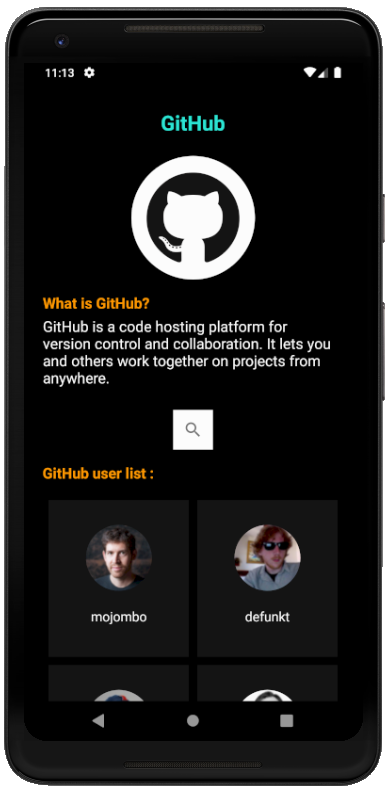 11:13
GitHub
What is GitHub?
GitHub is a code hosting platform for
version control and collaboration. It lets you
and others work together on projects from
anywhere.
GitHub user list :
mojombo
defunkt